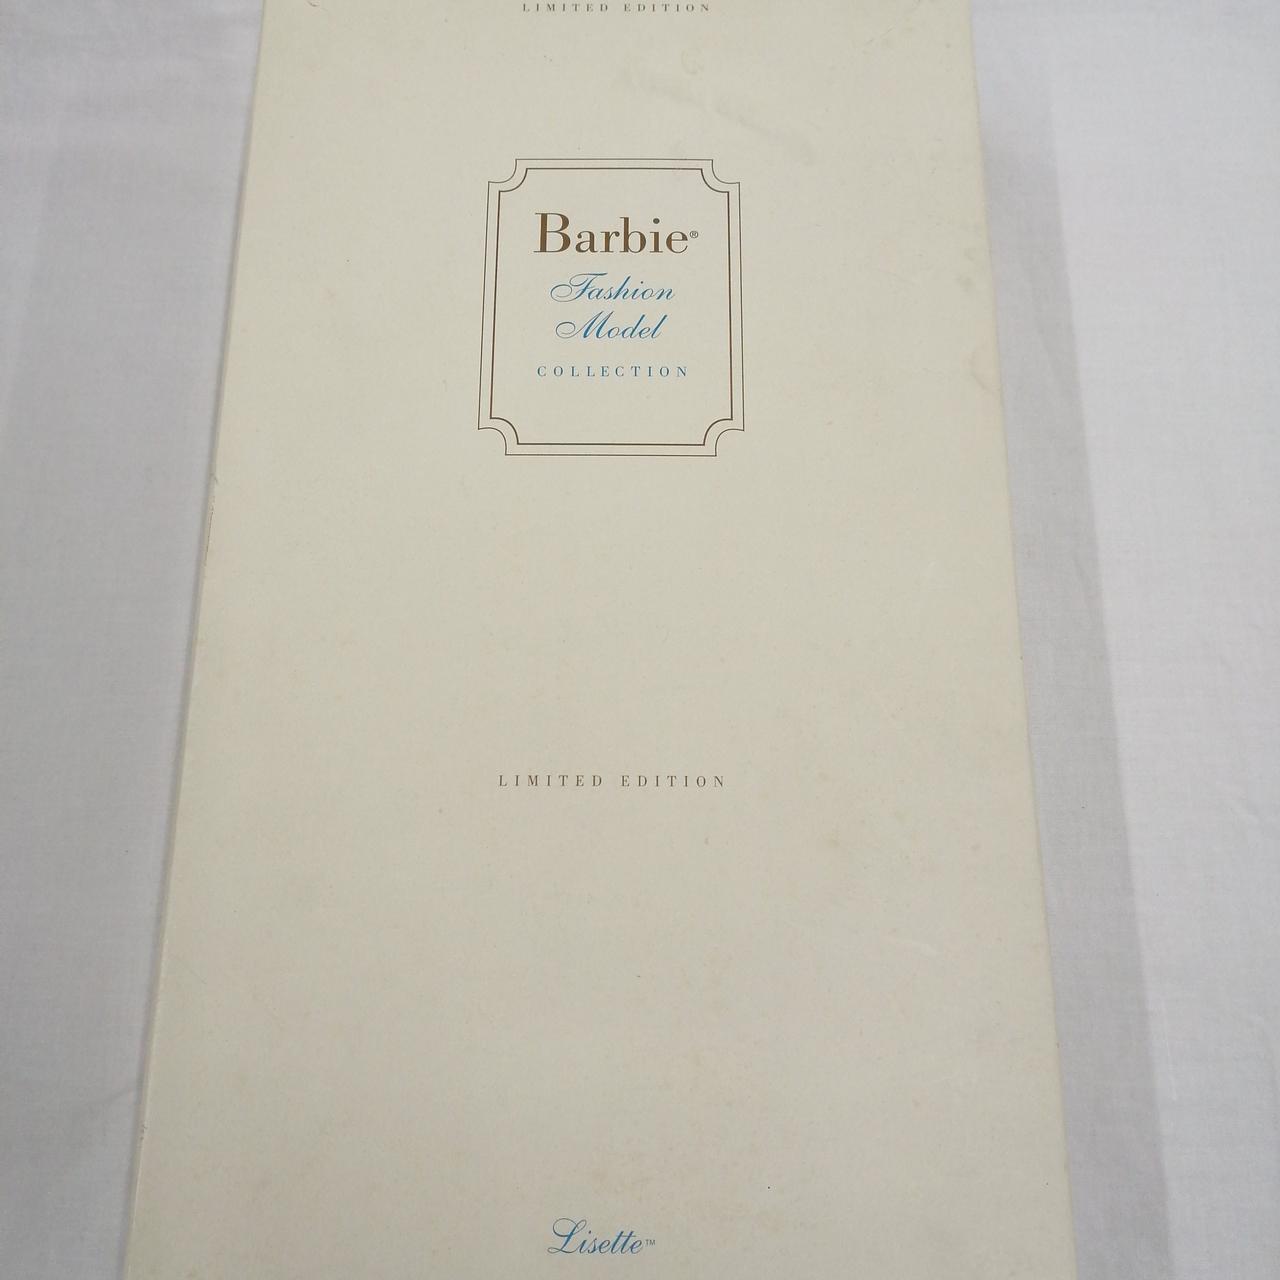 LIMITED EDITION
Barbie®
Fashion
Model
COLLECTION
LIMITED EDITION
Lisette™